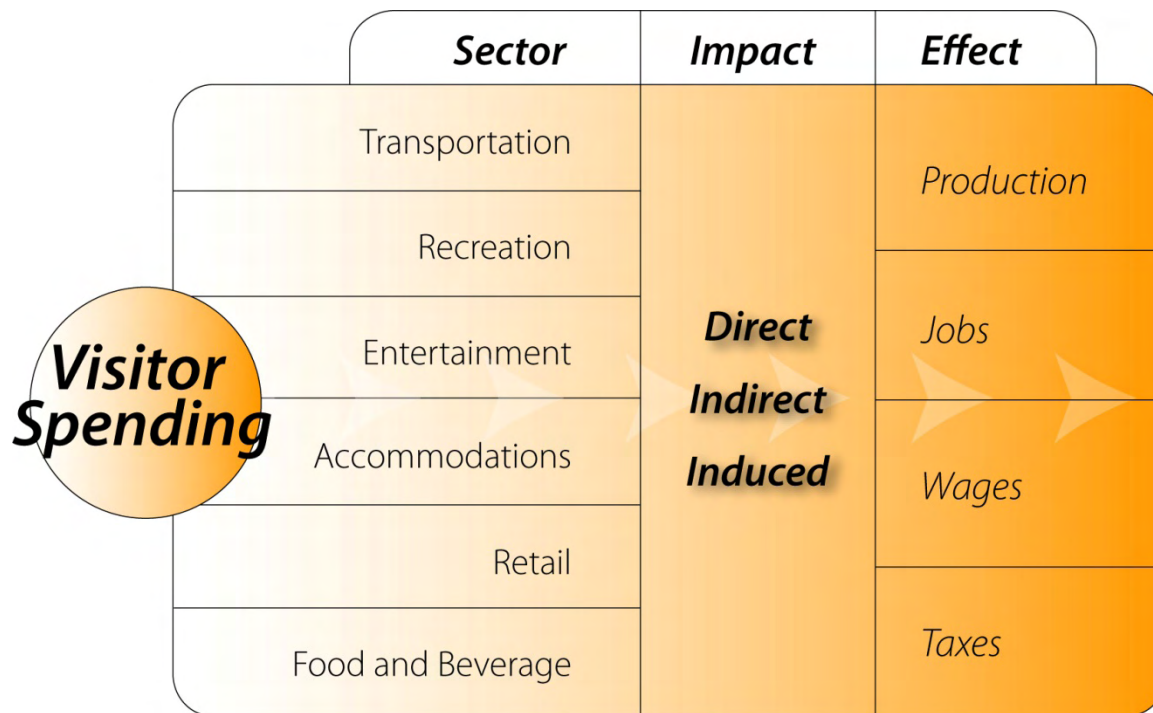 Sector
Impact
Effect
Visitor
Spending
Transportation
Recreation
Entertainment
Accommodations
Retail
Food and Beverage
Direct
Indirect
Induced
Production
Jobs
Wages
Taxes